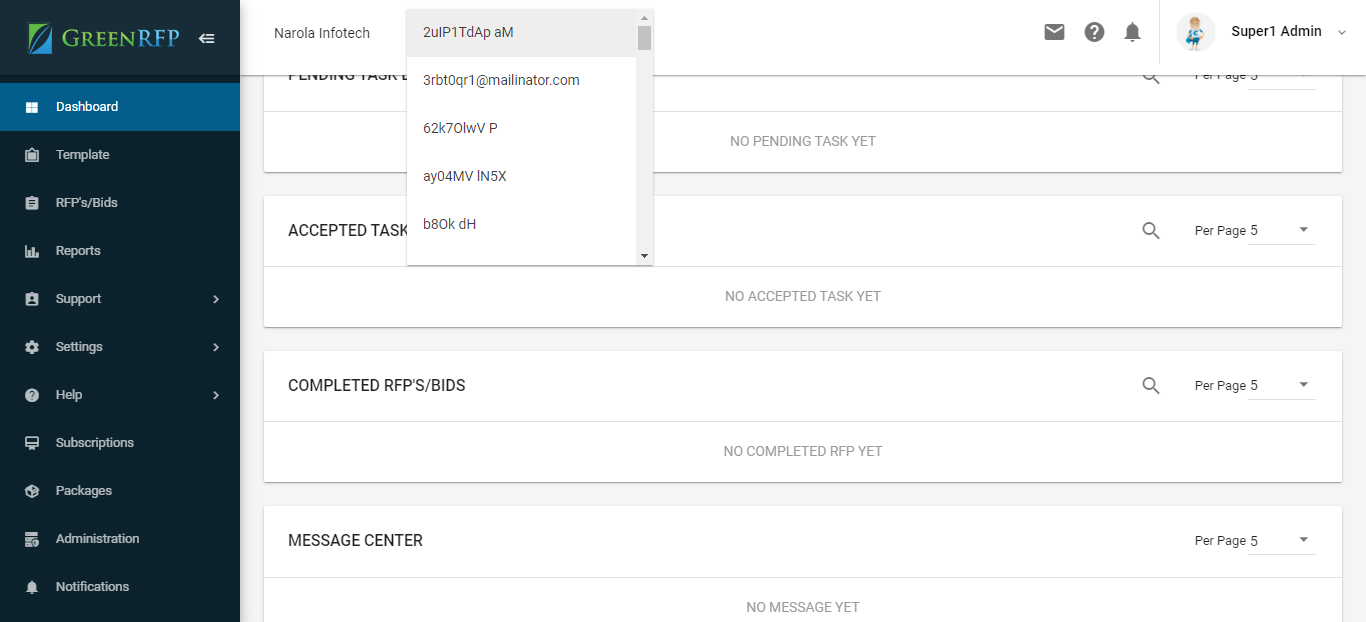 GREENRFP
Narola Infotech
2uIP1TdAp aM
3rbt0qr1@mailinator.com
62k7OlwV P
ay04MV lN5X
b8Ok dH
Super1 Admin
Dashboard
Template
RFP's/Bids
Reports
Support
Settings
Help
Subscriptions
Packages
Administration
Notifications
PENDING TASK
Per Page 5
NO PENDING TASK YET
ACCEPTED TASK
Per Page 5
NO ACCEPTED TASK YET
COMPLETED RFP'S/BIDS
Per Page 5
NO COMPLETED RFP YET
MESSAGE CENTER
Per Page 5
NO MESSAGE YET